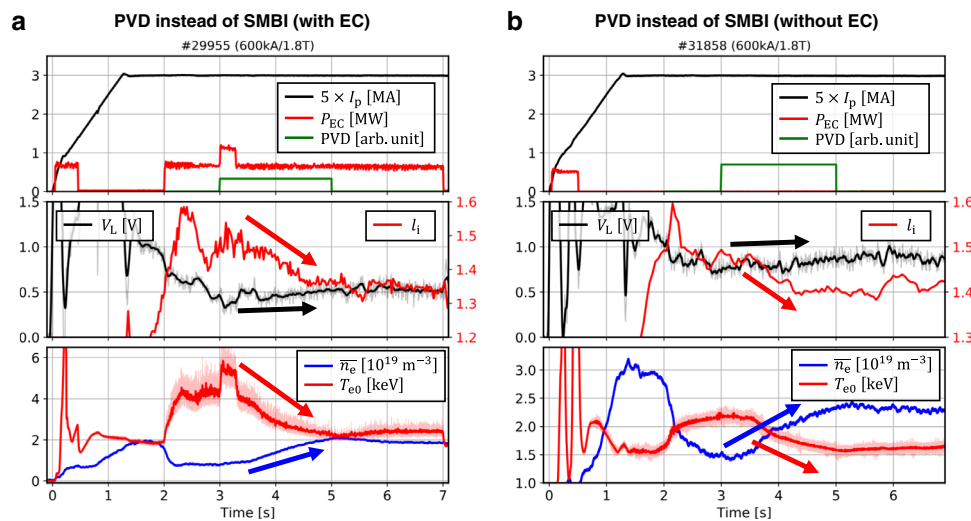 a PVD instead of SMBI (with EC)
#29955 (600kA/1.8T)
3
2
1
0
5 × Ip [MA]
PEC [MW]
PVD [arb. unit]
1.5
1.0
0.5
0.0
VL [V]
li
1.6
1.5
1.4
1.3
1.2
6
4
2
0
n̅e̅ [10¹⁹ m⁻³]
Te0 [keV]
0 1 2 3 4 5 6 7
Time [s]
b PVD instead of SMBI (without EC)
#31858 (600kA/1.8T)
3
2
1
0
5 × Ip [MA]
PEC [MW]
PVD [arb. unit]
1.5
1.0
0.5
0.0
VL [V]
li
1.6
1.5
1.4
1.3
3.0
2.5
2.0
1.5
1.0
n̅e̅ [10¹⁹ m⁻³]
Te0 [keV]
0 1 2 3 4 5 6
Time [s]